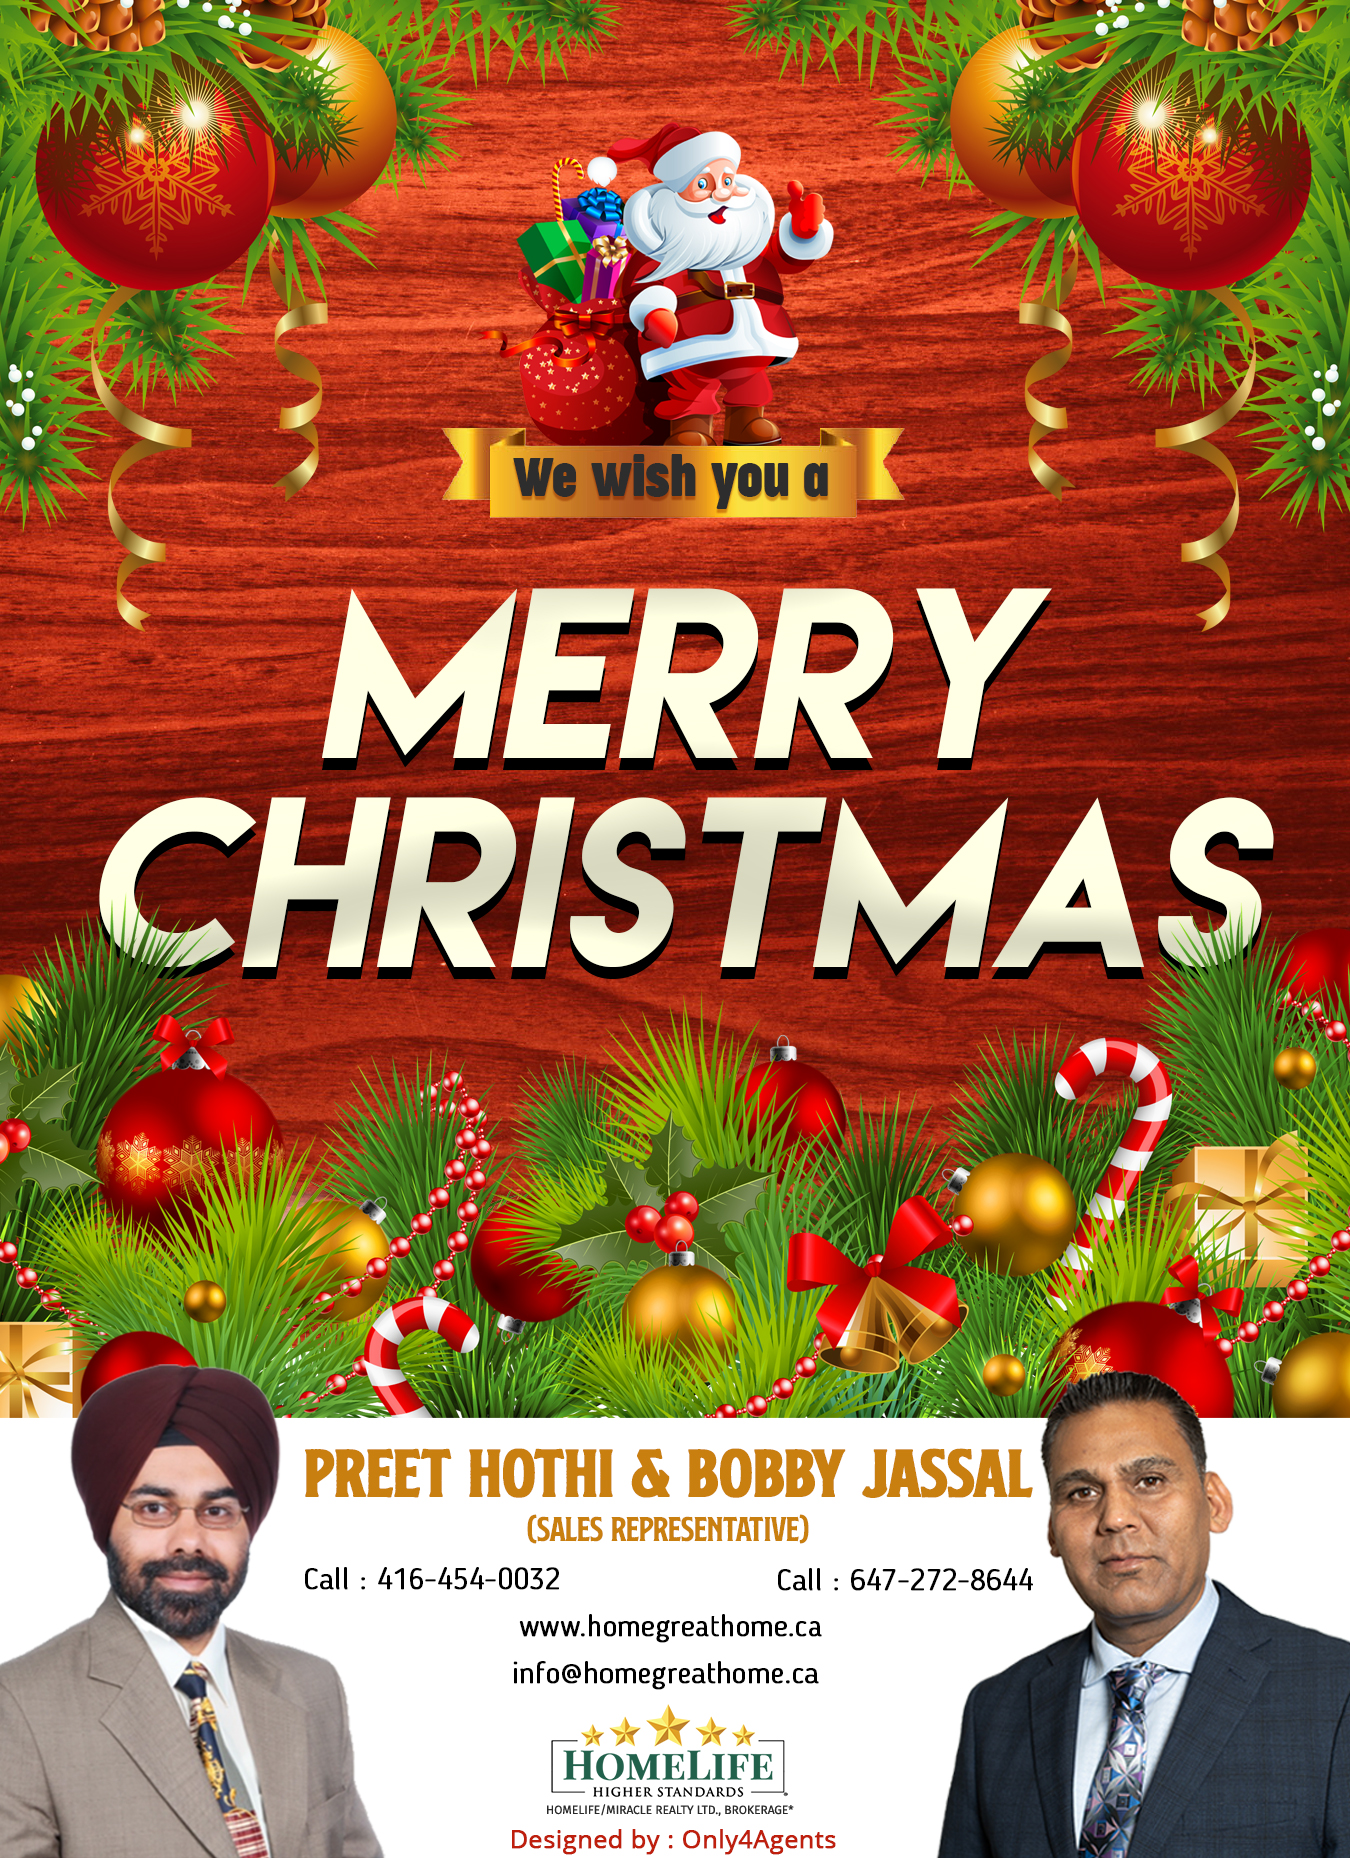 We wish you a
MERRY
CHRISTMAS
PREET HOTHI & BOBBY JASSAL
(SALES REPRESENTATIVE)
Call : 416-454-0032 Call : 647-272-8644
www.homegreathome.ca
info@homegreathome.ca
HOMELIFE
HIGHER STANDARDS
HOMELIFE/MIRACLE REALTY LTD., BROKERAGE*
Designed by : Only4Agents